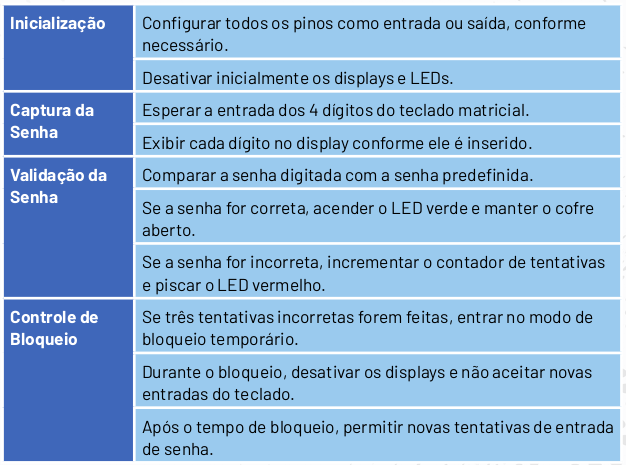 Inicialização
Configurar todos os pinos como entrada ou saída, conforme
necessário.
Desativar inicialmente os displays e LEDs.
Captura da
Senha
Esperar a entrada dos 4 dígitos do teclado matricial.
Exibir cada dígito no display conforme ele é inserido.
Validação da
Senha
Comparar a senha digitada com a senha predefinida.
Se a senha for correta, acender o LED verde e manter o cofre
aberto.
Se a senha for incorreta, incrementar o contador de tentativas
e piscar o LED vermelho.
Controle de
Bloqueio
Se três tentativas incorretas forem feitas, entrar no modo de
bloqueio temporário.
Durante o bloqueio, desativar os displays e não aceitar novas
entradas do teclado.
Após o tempo de bloqueio, permitir novas tentativas de entrada
de senha.